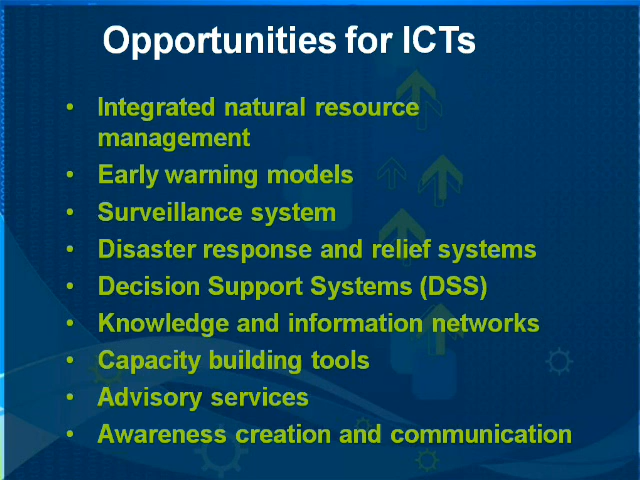 Opportunities for ICTs
• Integrated natural resource
management
• Early warning models
• Surveillance system
• Disaster response and relief systems
• Decision Support Systems (DSS)
• Knowledge and information networks
• Capacity building tools
• Advisory services
• Awareness creation and communication